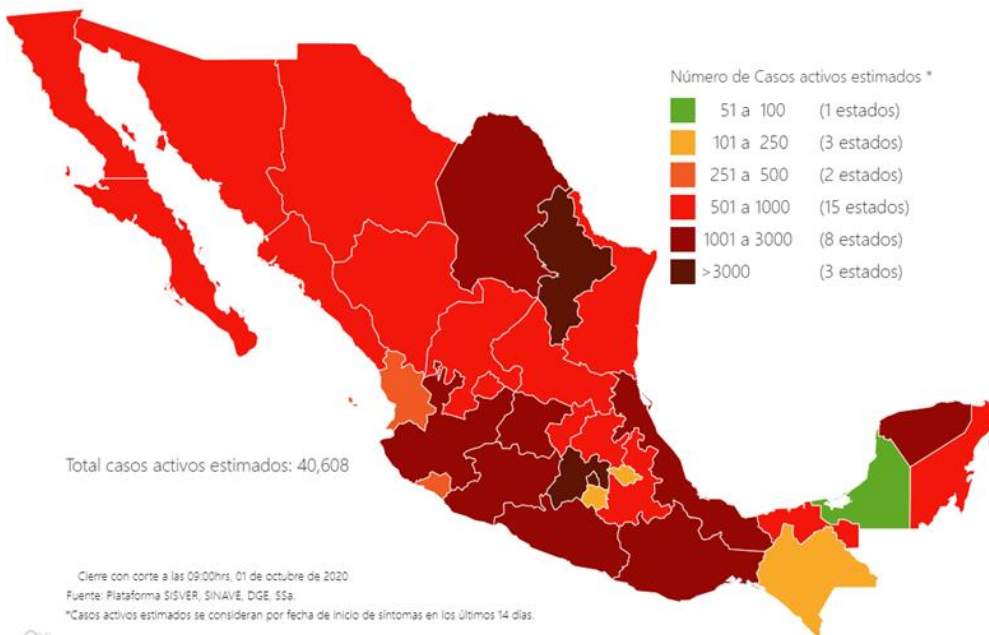 Número de Casos activos estimados *
51 a 100 (1 estados)
101 a 250 (3 estados)
251 a 500 (2 estados)
501 a 1000 (15 estados)
1001 a 3000 (8 estados)
>3000 (3 estados)
Total casos activos estimados: 40,608
Cierre con corte a las 09:00hrs, 01 de octubre de 2020
Fuente: Plataforma SISVER, SINAVE, DGE, SSa.
*Casos activos estimados se consideran por fecha de inicio de síntomas en los últimos 14 días.